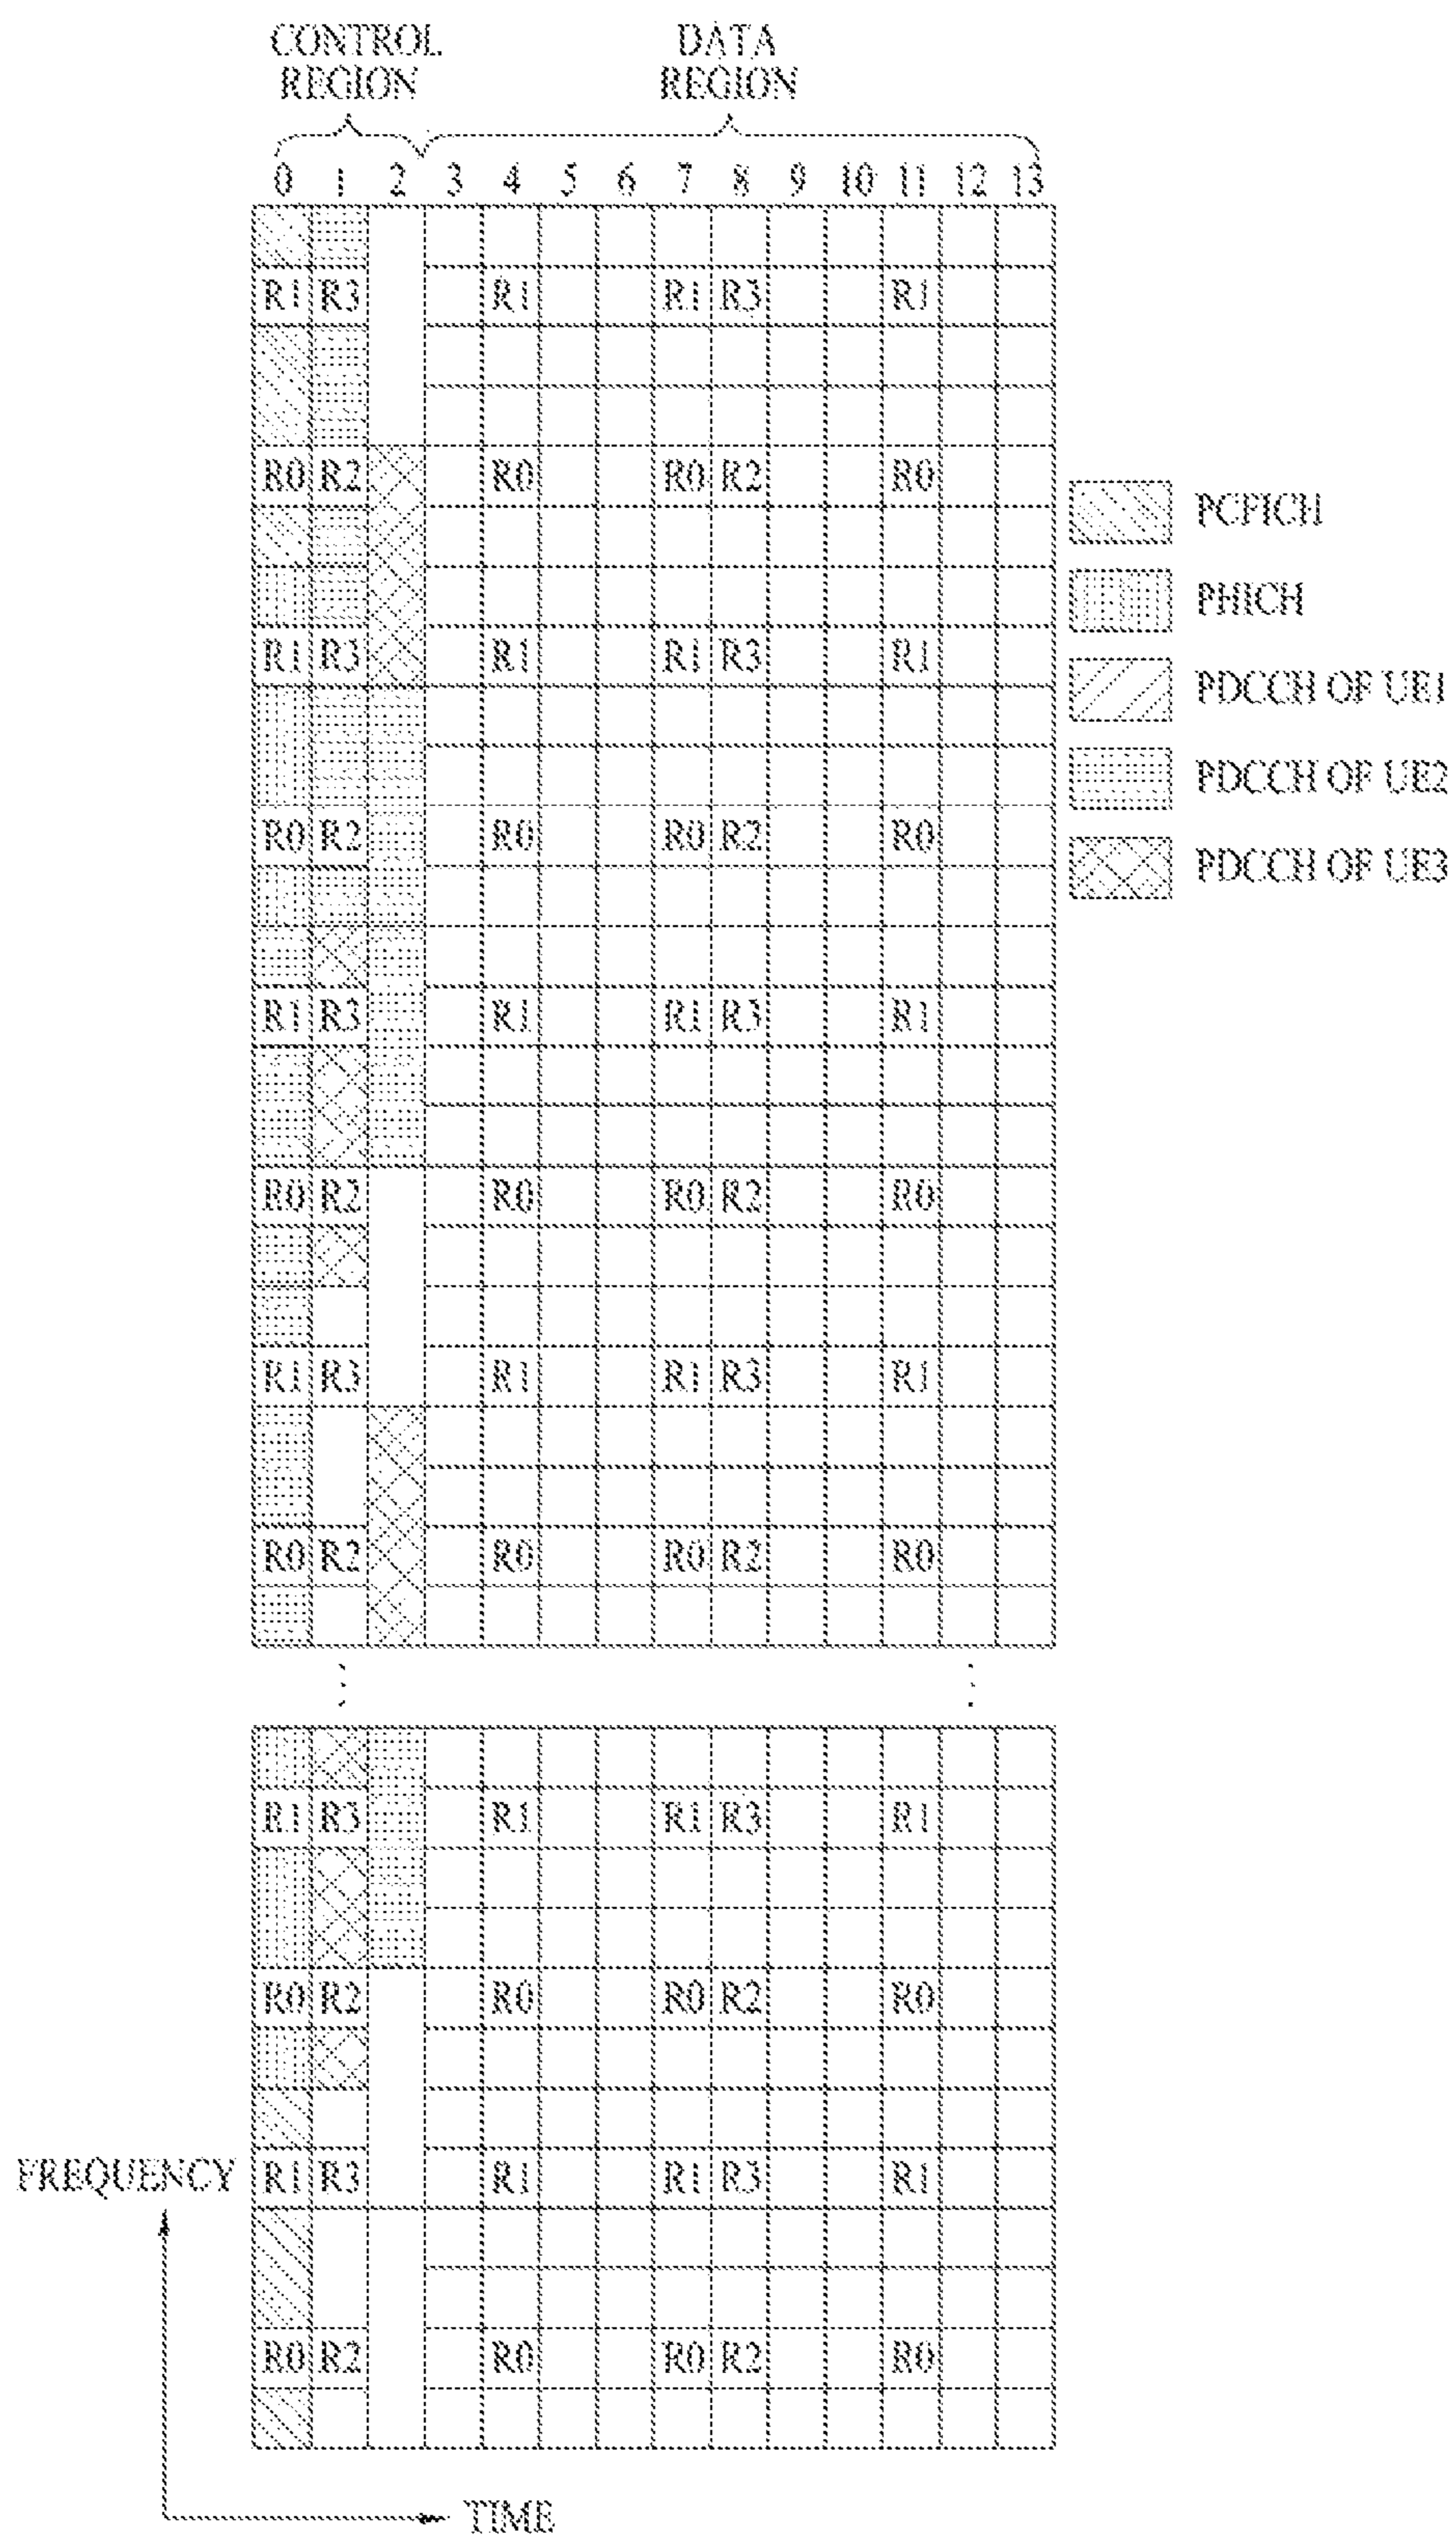 CONTROL REGION
DATA REGION
0 1 2 3 4 5 6 7 8 9 10 11 12 13
R1 R3 R1 R1 R3 R1
R0 R2 R0 R0 R2 R0
R1 R3 R1 R1 R3 R1
R0 R2 R0 R0 R2 R0
R1 R3 R1 R1 R3 R1
R0 R2 R0 R0 R2 R0
R1 R3 R1 R1 R3 R1
R0 R2 R0 R0 R2 R0
R1 R3 R1 R1 R3 R1
R0 R2 R0 R0 R2 R0
R1 R3 R1 R1 R3 R1
R0 R2 R0 R0 R2 R0
PCFICH
PHICH
PDCCH OF UE1
PDCCH OF UE2
PDCCH OF UE3
FREQUENCY
TIME